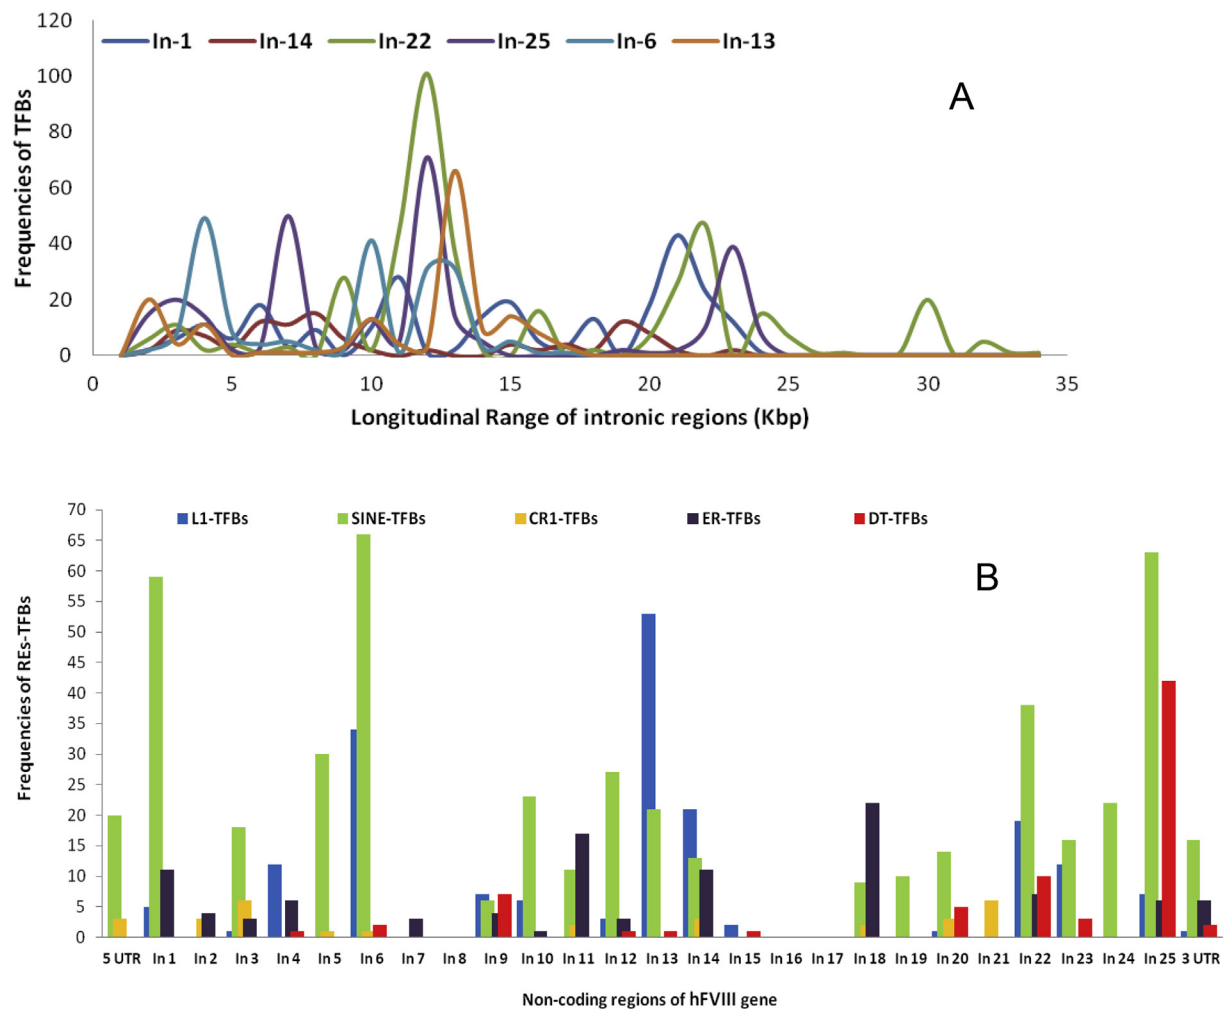 120
100
80
60
40
20
0
Frequencies of TFBs
In-1 In-14 In-22 In-25 In-6 In-13
A
0 5 10 15 20 25 30 35
Longitudinal Range of intronic regions (Kbp)
70
65
60
55
50
45
40
35
30
25
20
15
10
5
0
Frequencies of REs-TFBs
L1-TFBs SINE-TFBs CR1-TFBs ER-TFBs DT-TFBs
B
5 UTR In 1 In 2 In 3 In 4 In 5 In 6 In 7 In 8 In 9 In 10 In 11 In 12 In 13 In 14 In 15 In 16 In 17 In 18 In 19 In 20 In 21 In 22 In 23 In 24 In 25 3 UTR
Non-coding regions of hFVIII gene